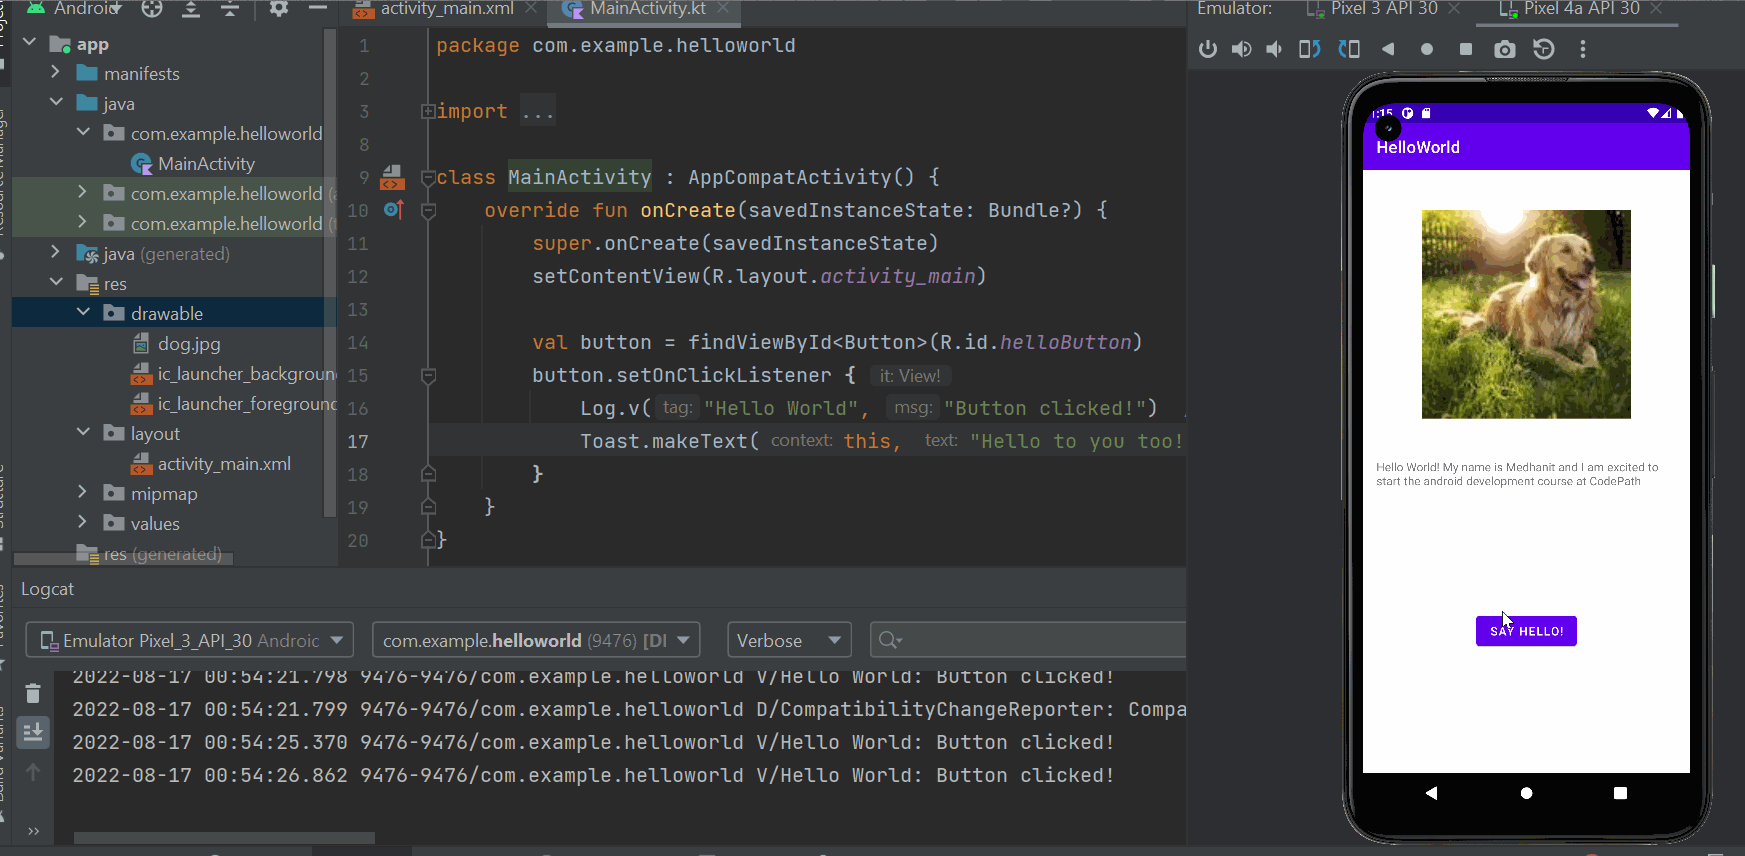 Android
activity_main.xml
MainActivity.kt
Emulator:
Pixel 3 API 30
Pixel 4a API 30
app
manifests
java
com.example.helloworld
MainActivity
com.example.helloworld
com.example.helloworld
java (generated)
res
drawable
dog.jpg
ic_launcher_background
ic_launcher_foreground
layout
activity_main.xml
mipmap
values
res (generated)
1 package com.example.helloworld
2
3 import ...
8
9 class MainActivity : AppCompatActivity() {
10 override fun onCreate(savedInstanceState: Bundle?) {
11 super.onCreate(savedInstanceState)
12 setContentView(R.layout.activity_main)
13
14 val button = findViewById<Button>(R.id.helloButton)
15 button.setOnClickListener { it: View!
16 Log.v( tag: "Hello World", msg: "Button clicked!")
17 Toast.makeText( context: this, text: "Hello to you too!
18 }
19 }
20 }
Logcat
Emulator Pixel_3_API_30 Android
com.example.helloworld (9476) [DE
Verbose
2022-08-17 00:54:21.798 9476-9476/com.example.helloworld V/Hello World: Button clicked!
2022-08-17 00:54:21.799 9476-9476/com.example.helloworld D/CompatibilityChangeReporter: Compa
2022-08-17 00:54:25.370 9476-9476/com.example.helloworld V/Hello World: Button clicked!
2022-08-17 00:54:26.862 9476-9476/com.example.helloworld V/Hello World: Button clicked!
1:15
HelloWorld
Hello World! My name is Medhanit and I am excited to
start the android development course at CodePath
SAY HELLO!